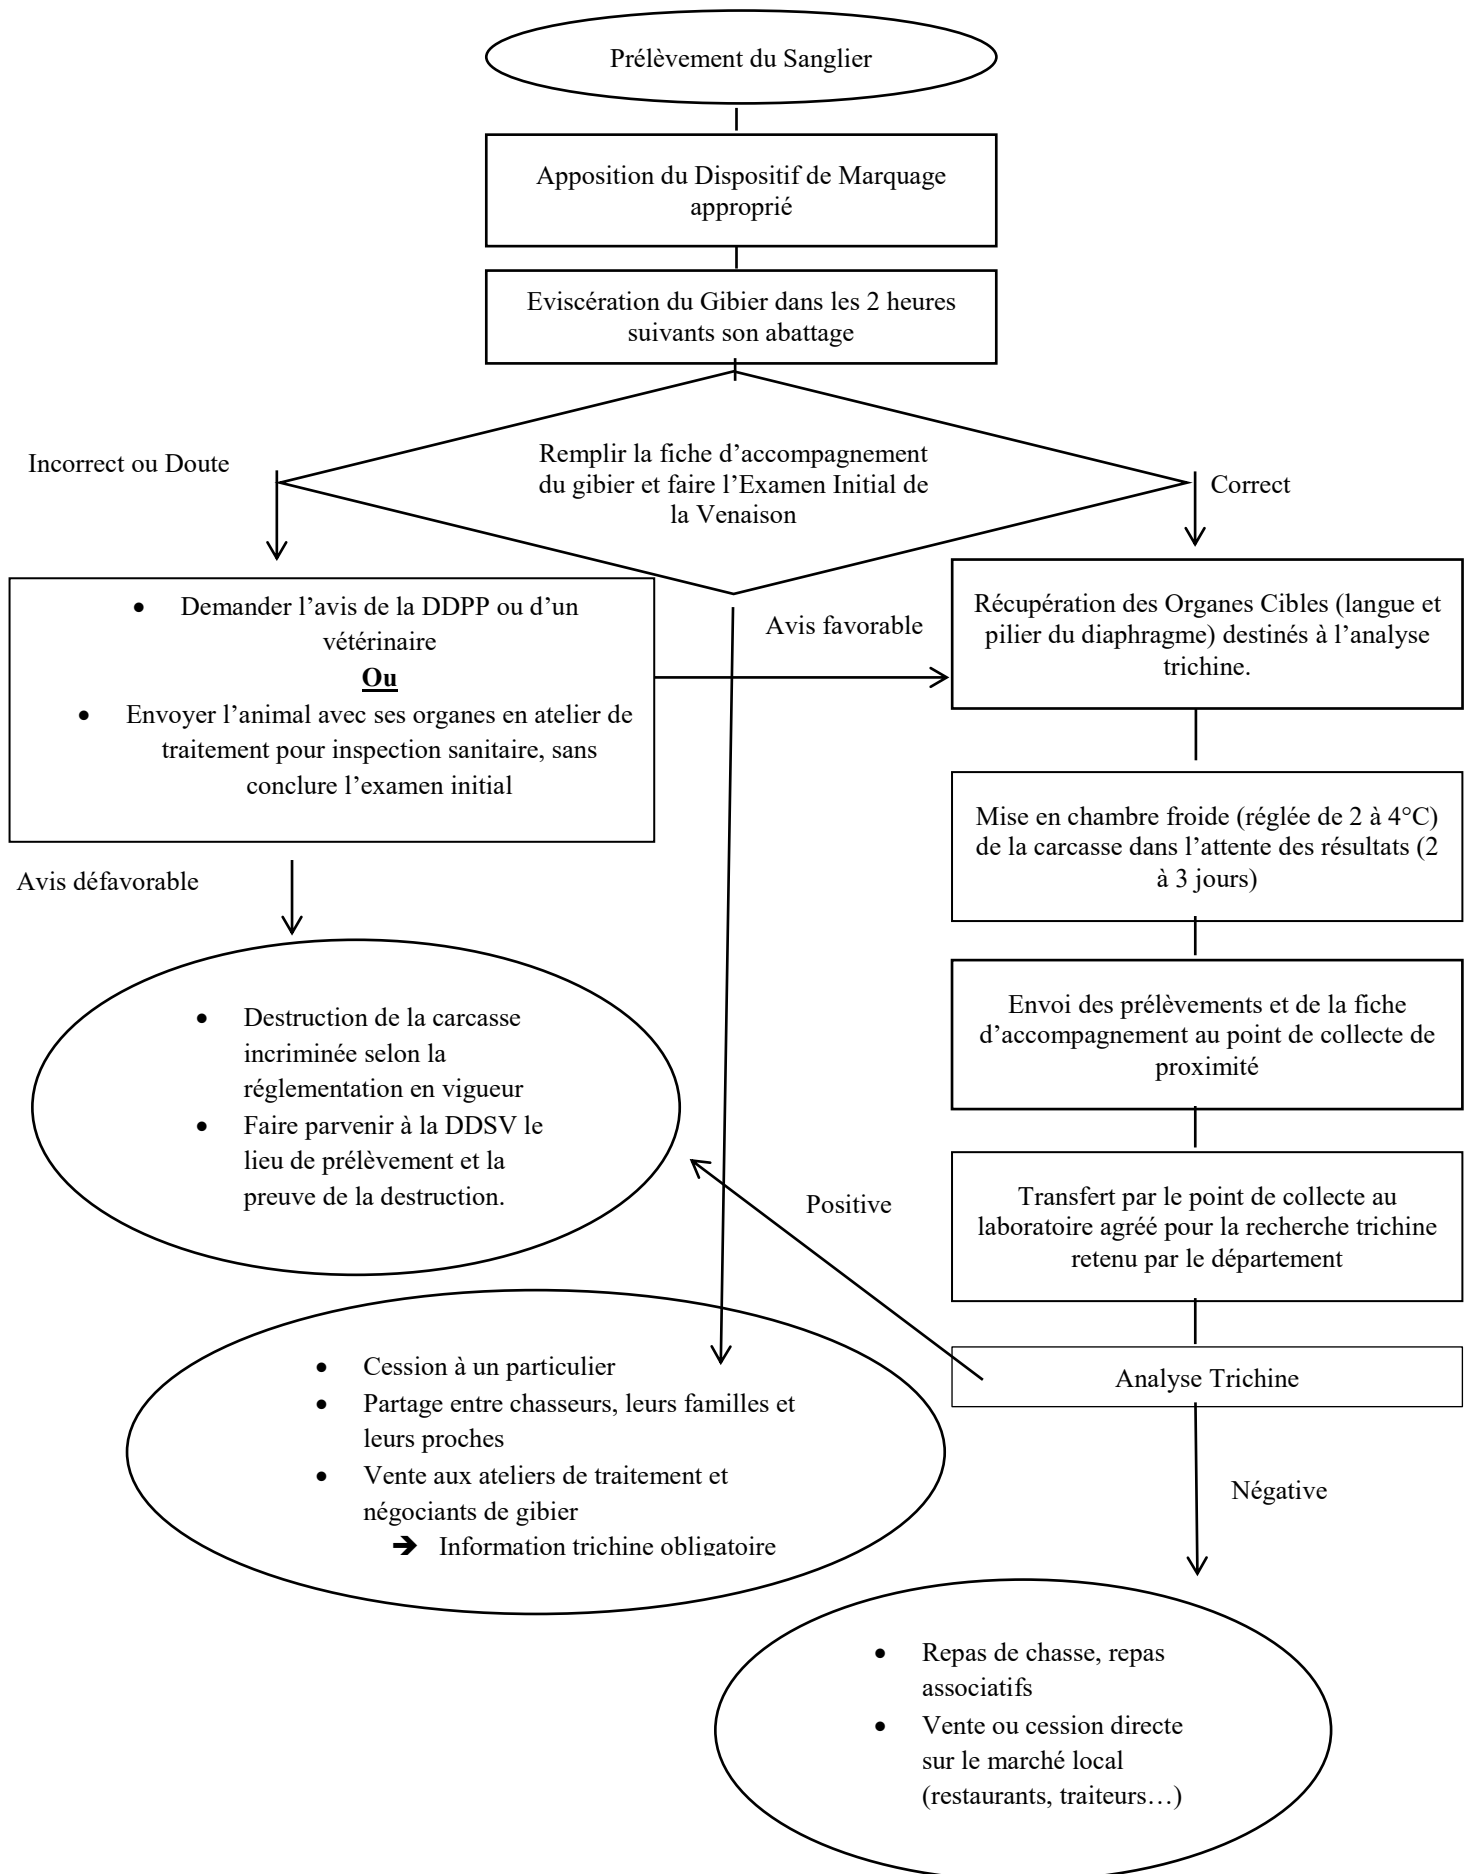 Prélèvement du Sanglier
Apposition du Dispositif de Marquage
approprié
Eviscération du Gibier dans les 2 heures
suivants son abattage
Remplir la fiche d’accompagnement
du gibier et faire l’Examen Initial de
la Venaison
Incorrect ou Doute
Correct
• Demander l’avis de la DDPP ou d’un
vétérinaire
Ou
• Envoyer l’animal avec ses organes en atelier de
traitement pour inspection sanitaire, sans
conclure l’examen initial
Avis favorable
Récupération des Organes Cibles (langue et
pilier du diaphragme) destinés à l’analyse
trichine.
Mise en chambre froide (réglée de 2 à 4°C)
de la carcasse dans l’attente des résultats (2
à 3 jours)
Avis défavorable
Envoi des prélèvements et de la fiche
d’accompagnement au point de collecte de
proximité
• Destruction de la carcasse
incriminée selon la
réglementation en vigueur
• Faire parvenir à la DDSV le
lieu de prélèvement et la
preuve de la destruction.
Positive
Transfert par le point de collecte au
laboratoire agréé pour la recherche trichine
retenu par le département
Analyse Trichine
• Cession à un particulier
• Partage entre chasseurs, leurs familles et
leurs proches
• Vente aux ateliers de traitement et
négociants de gibier
➔ Information trichine obligatoire
Négative
• Repas de chasse, repas
associatifs
• Vente ou cession directe
sur le marché local
(restaurants, traiteurs…)